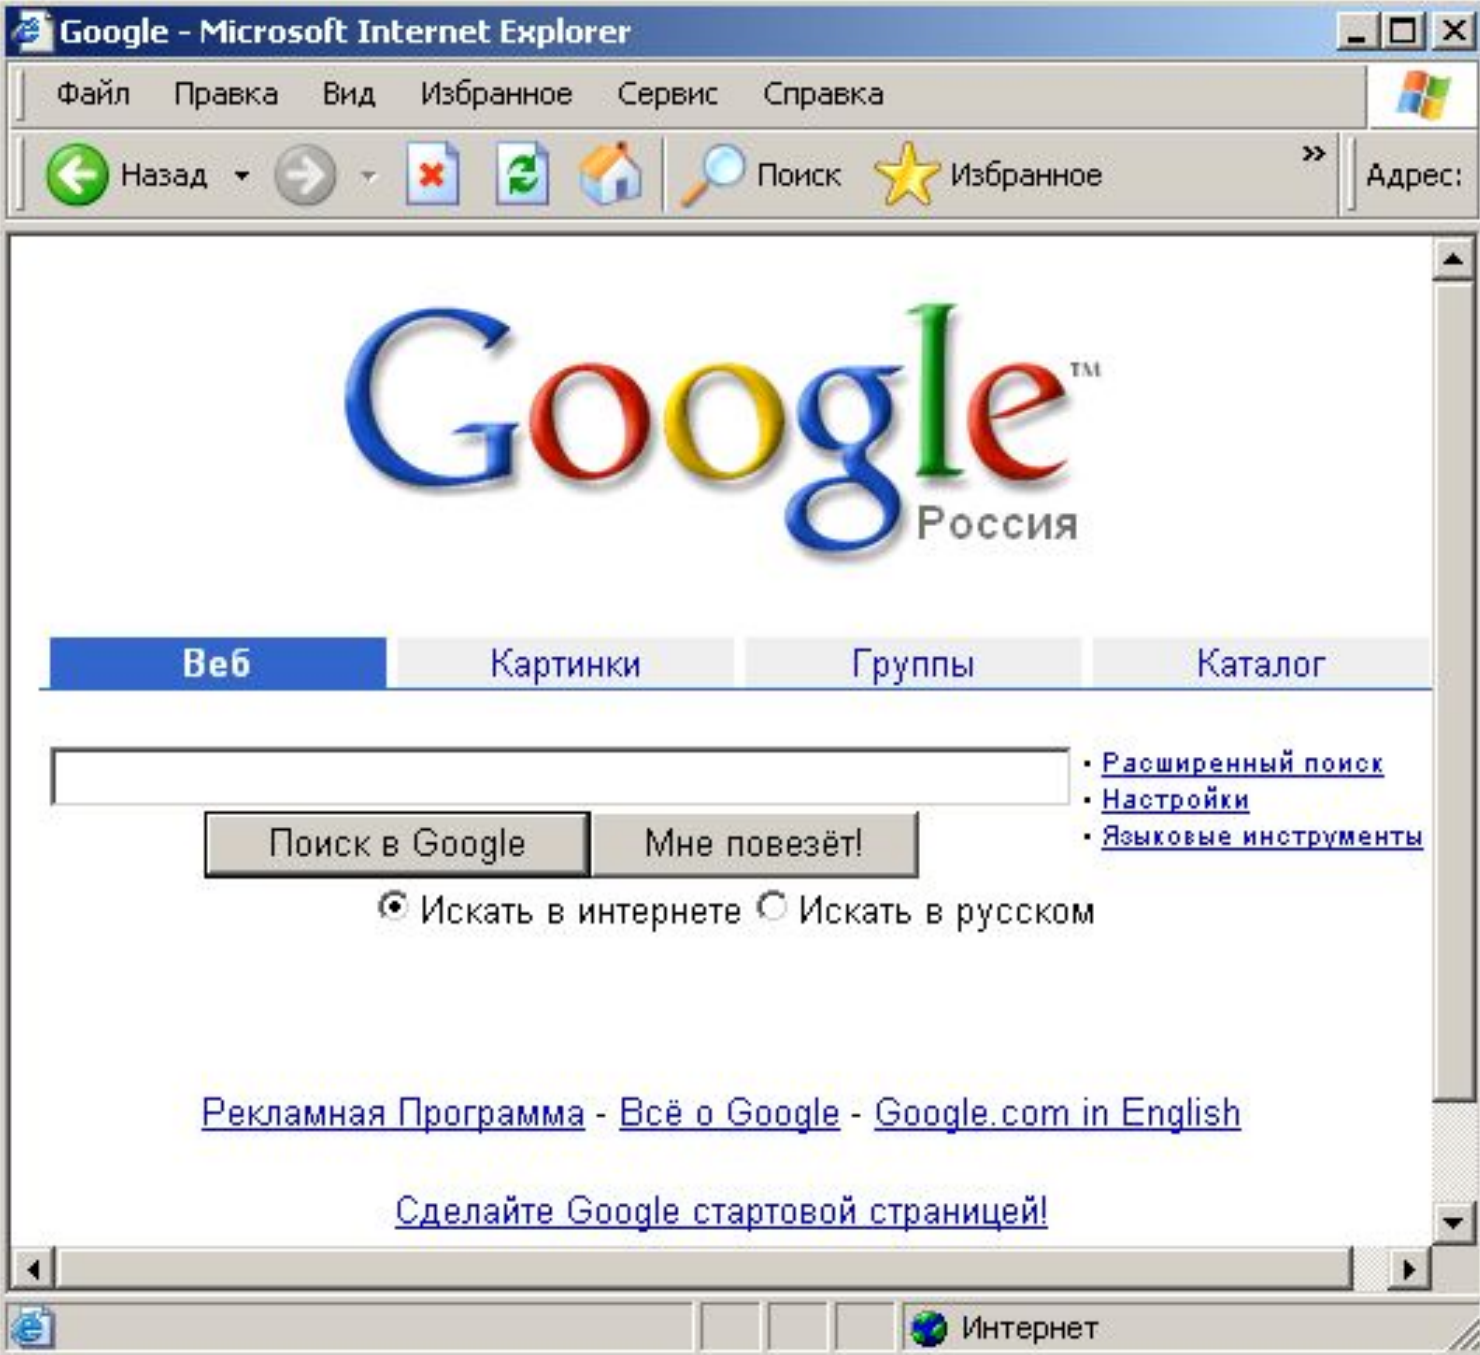 Google - Microsoft Internet Explorer
Файл Правка Вид Избранное Сервис Справка
Назад Поиск Избранное » Адрес:
Google™
Россия
Веб Картинки Группы Каталог
· Расширенный поиск
· Настройки
· Языковые инструменты
Поиск в Google Мне повезёт!
Искать в интернете Искать в русском
Рекламная Программа - Всё о Google - Google.com in English
Сделайте Google стартовой страницей!
Интернет